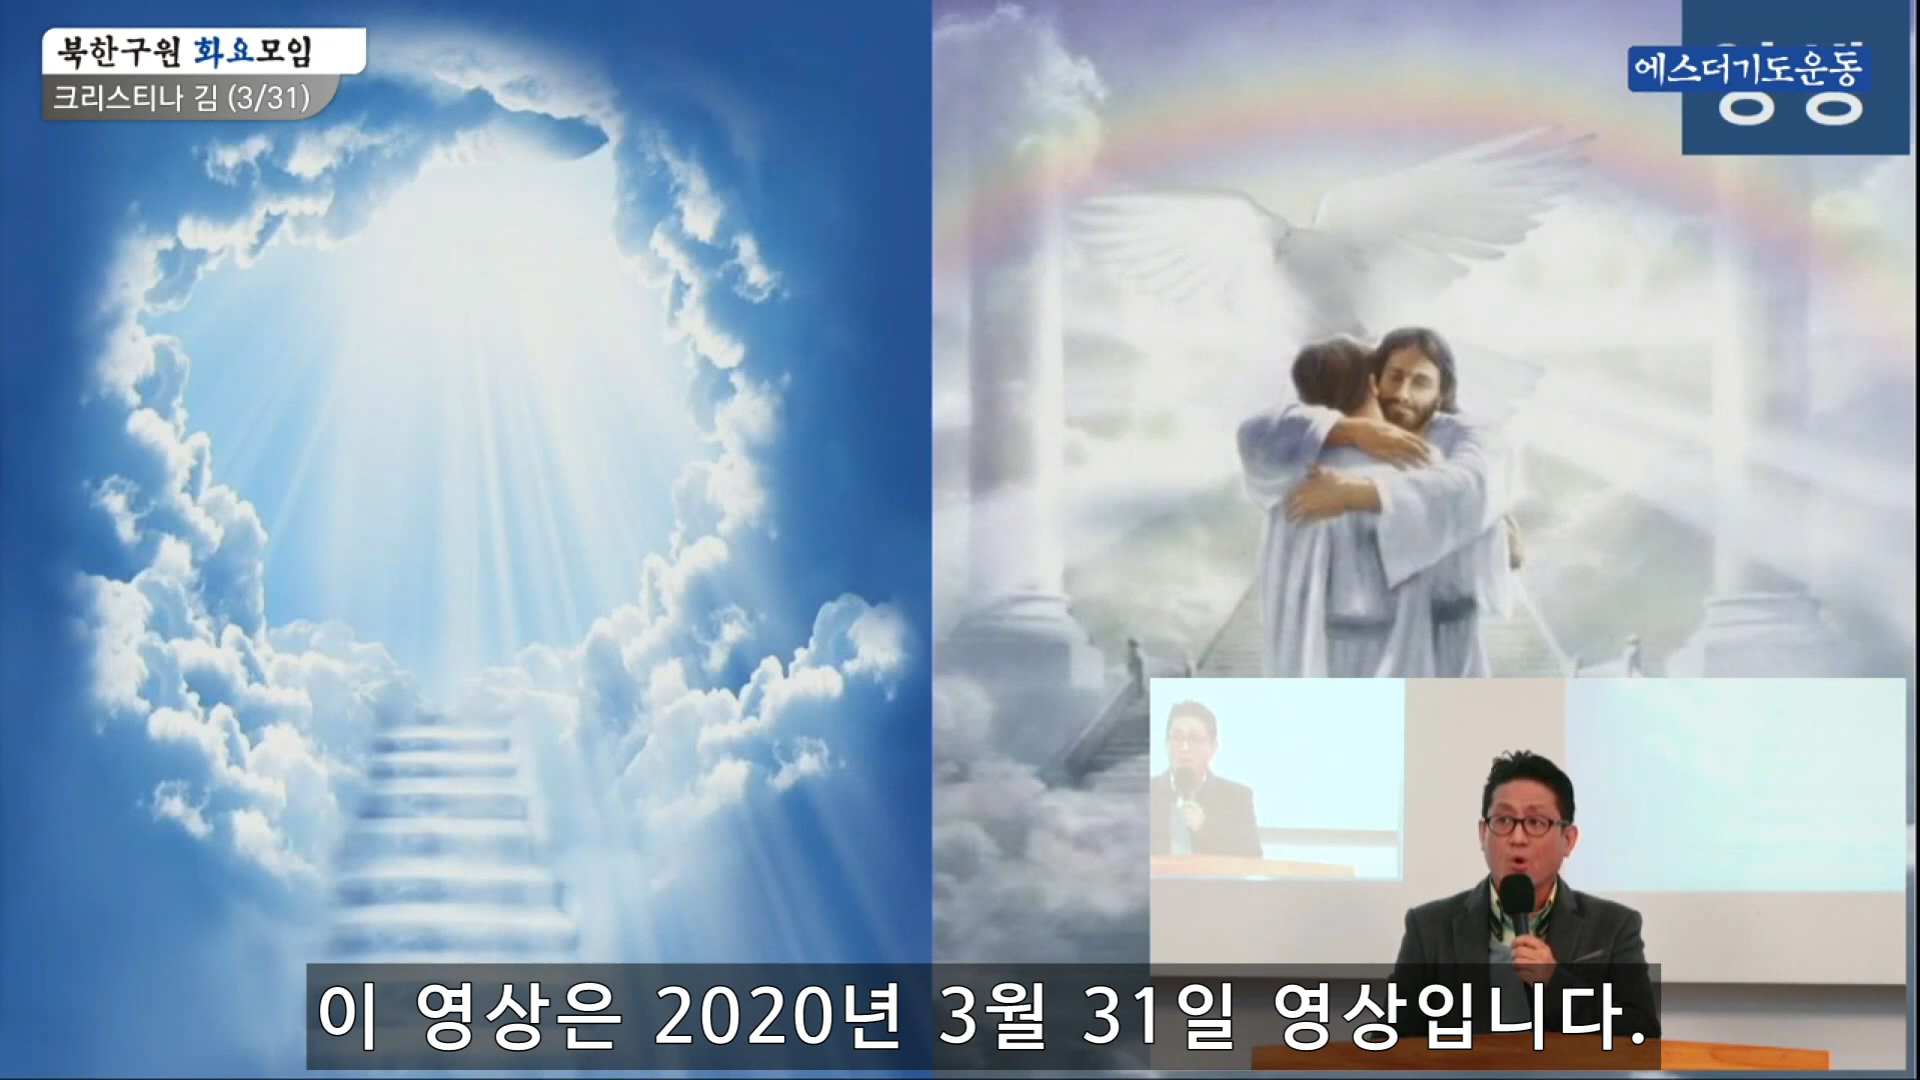 북한구원 화요모임
크리스티나 김 (3/31)
에스더기도운동
이 영상은 2020년 3월 31일 영상입니다.